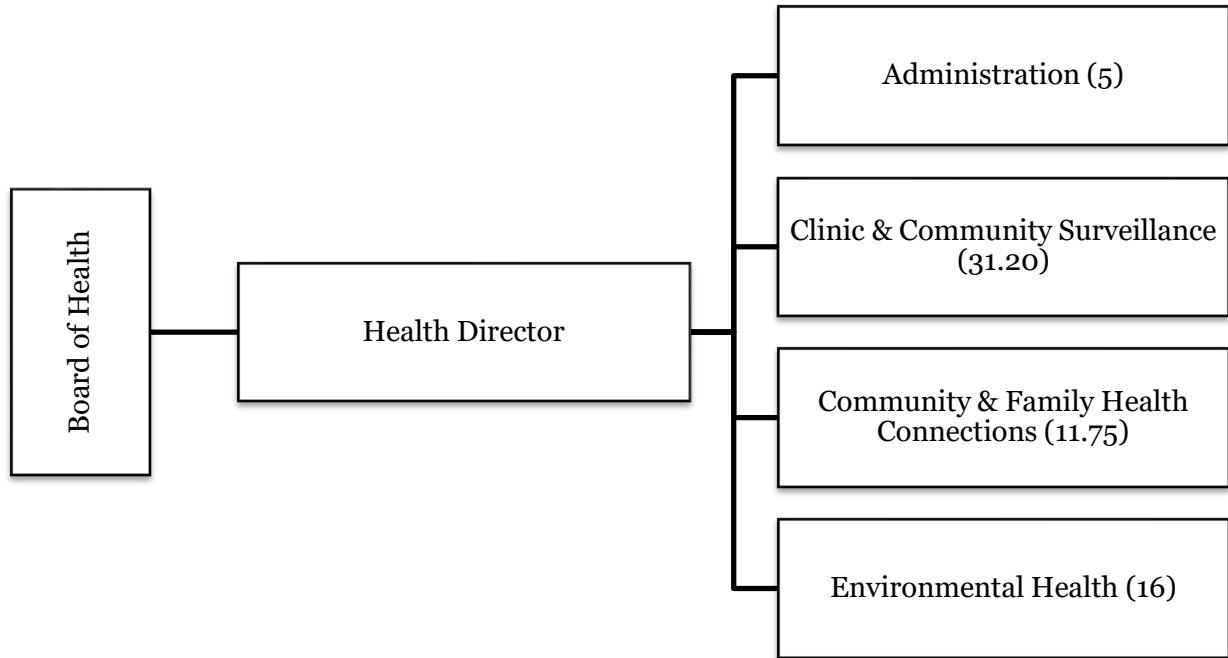 Board of Health
Health Director
Administration (5)
Clinic & Community Surveillance
(31.20)
Community & Family Health
Connections (11.75)
Environmental Health (16)